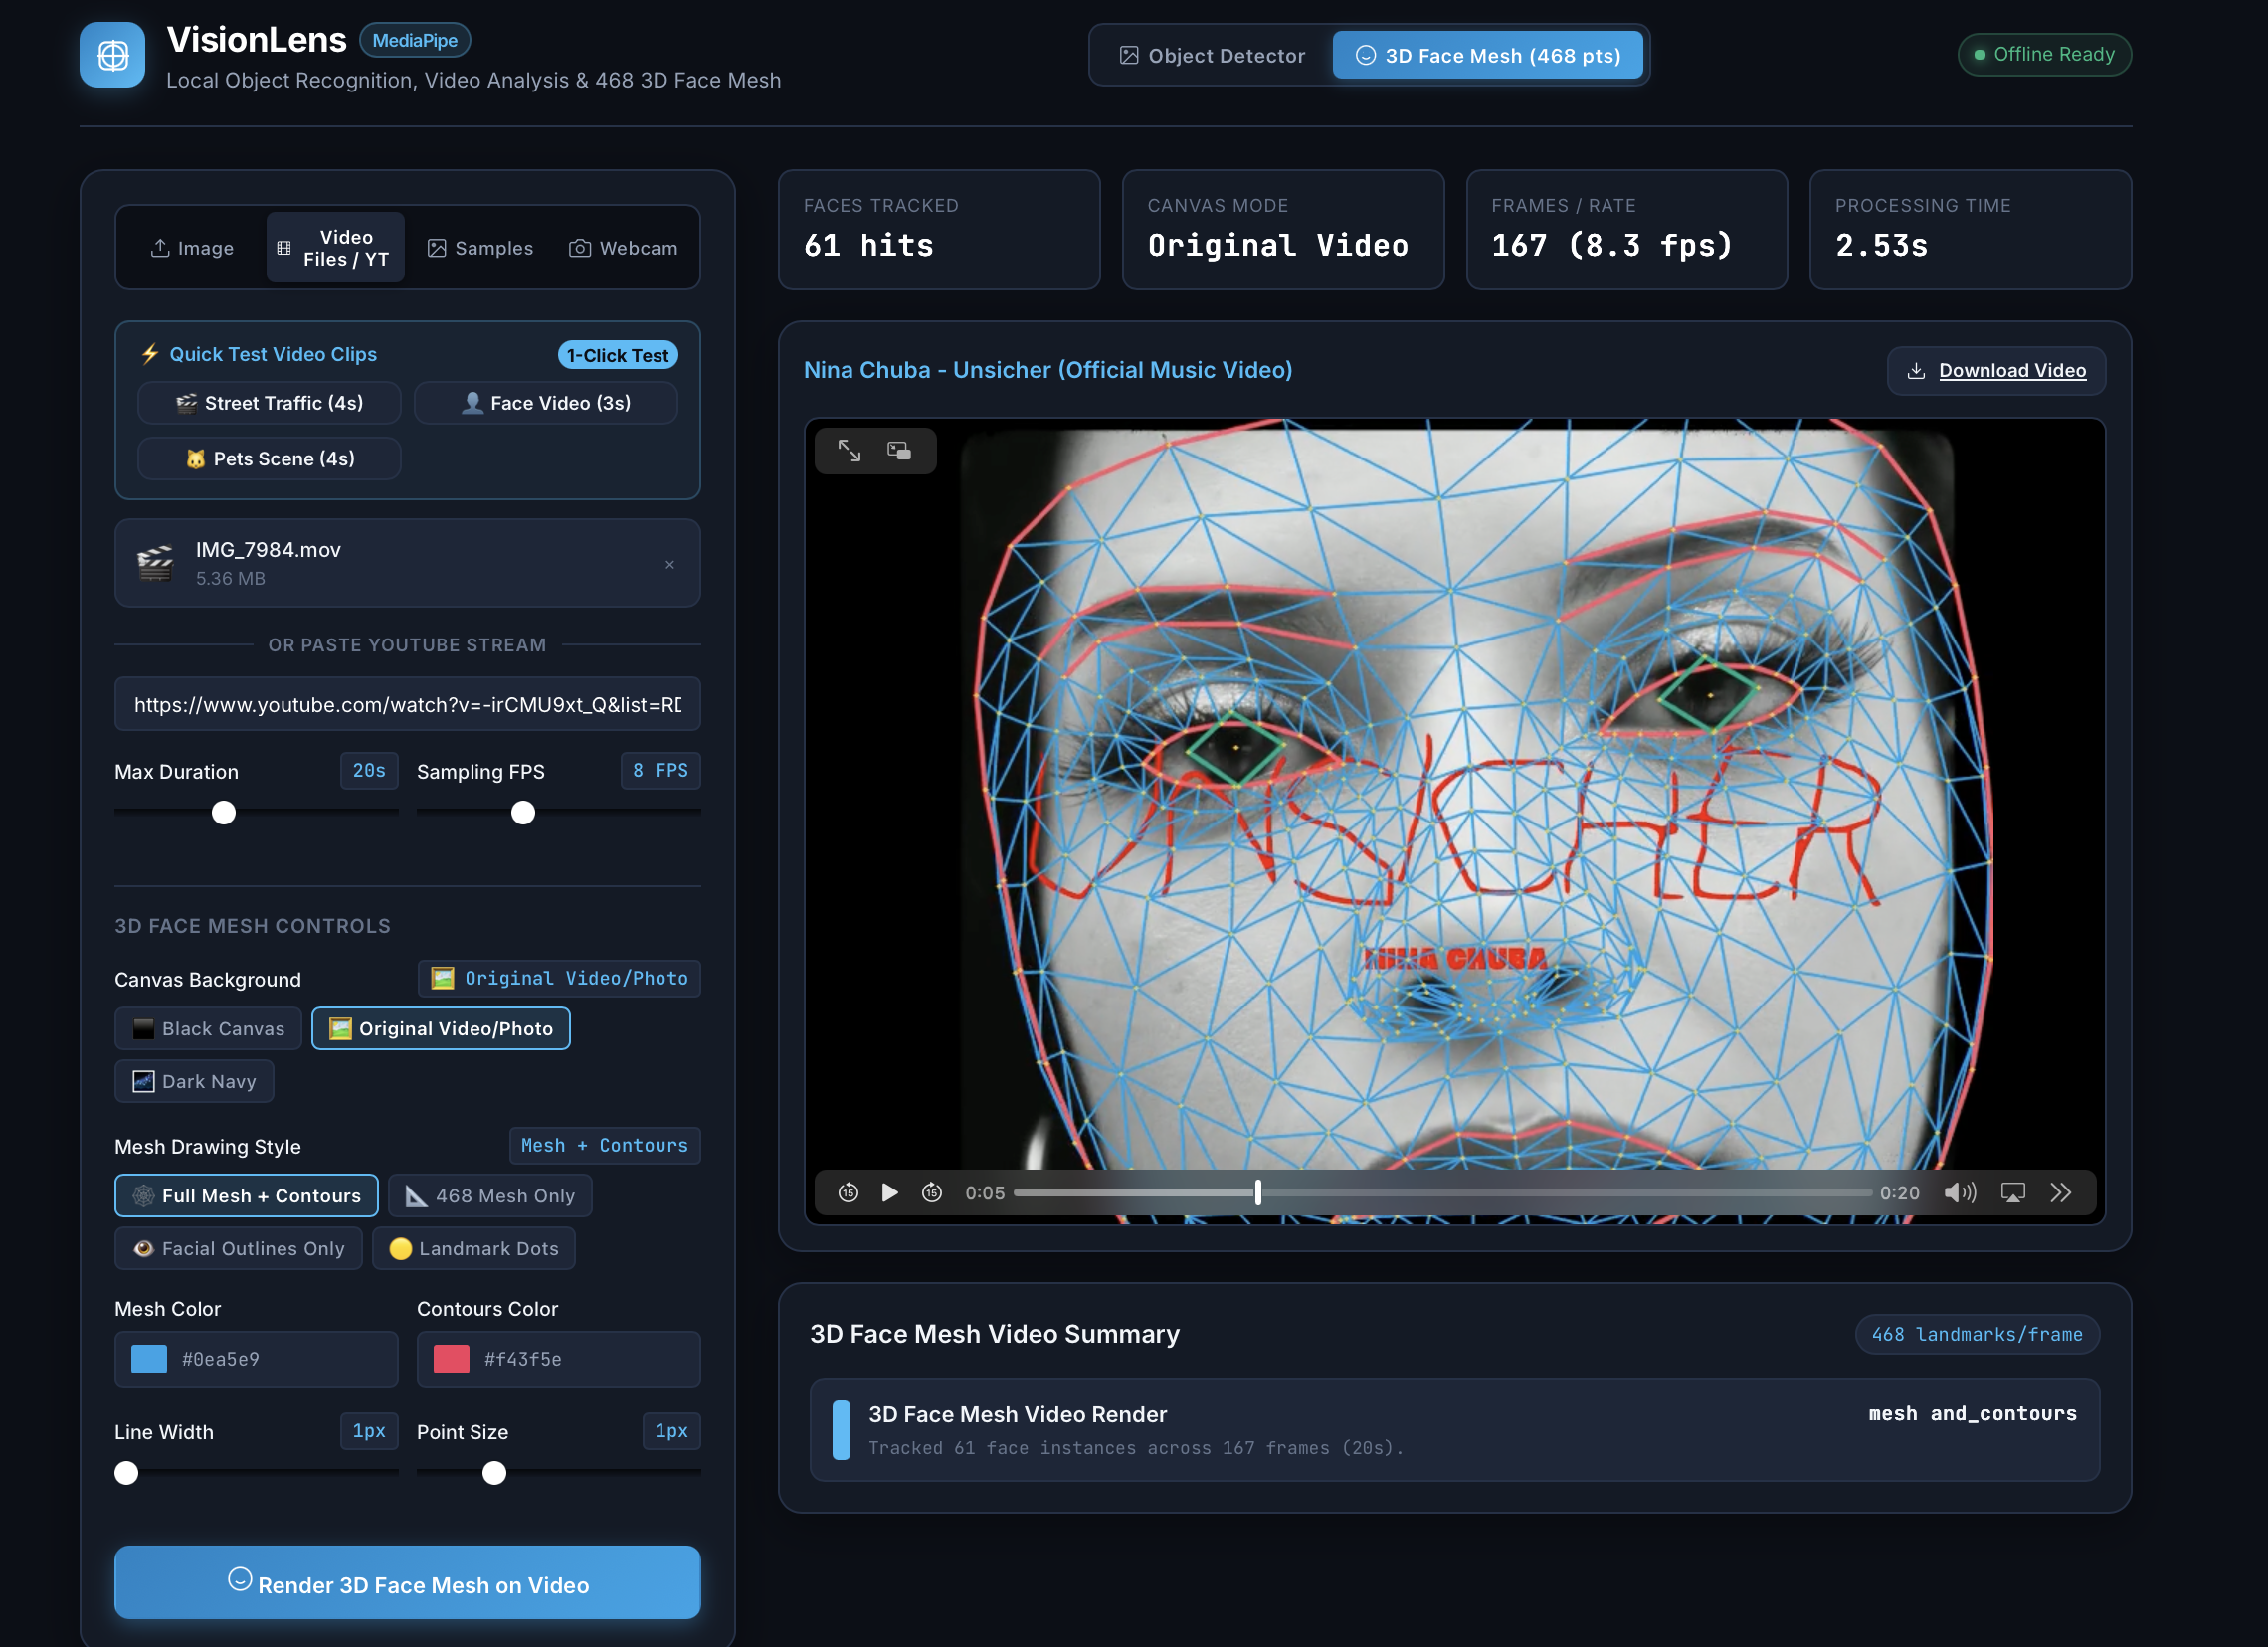 VisionLens
MediaPipe
Local Object Recognition, Video Analysis & 468 3D Face Mesh
Object Detector
3D Face Mesh (468 pts)
Offline Ready
Image
Video
Files / YT
Samples
Webcam
⚡ Quick Test Video Clips
1-Click Test
🎬 Street Traffic (4s)
👤 Face Video (3s)
🐱 Pets Scene (4s)
IMG_7984.mov
5.36 MB
×
OR PASTE YOUTUBE STREAM
https://www.youtube.com/watch?v=-irCMU9xt_Q&list=RD
Max Duration
20s
Sampling FPS
8 FPS
3D FACE MESH CONTROLS
Canvas Background
🖼️ Original Video/Photo
Black Canvas
🖼️ Original Video/Photo
🌌 Dark Navy
Mesh Drawing Style
Mesh + Contours
🕸️ Full Mesh + Contours
📐 468 Mesh Only
👁️ Facial Outlines Only
🟡 Landmark Dots
Mesh Color
Contours Color
#0ea5e9
#f43f5e
Line Width
1px
Point Size
1px
Render 3D Face Mesh on Video
FACES TRACKED
61 hits
CANVAS MODE
Original Video
FRAMES / RATE
167 (8.3 fps)
PROCESSING TIME
2.53s
Nina Chuba - Unsicher (Official Music Video)
Download Video
UNSICHER
NINA CHUBA
15
15
0:05
0:20
3D Face Mesh Video Summary
468 landmarks/frame
3D Face Mesh Video Render
mesh and_contours
Tracked 61 face instances across 167 frames (20s).